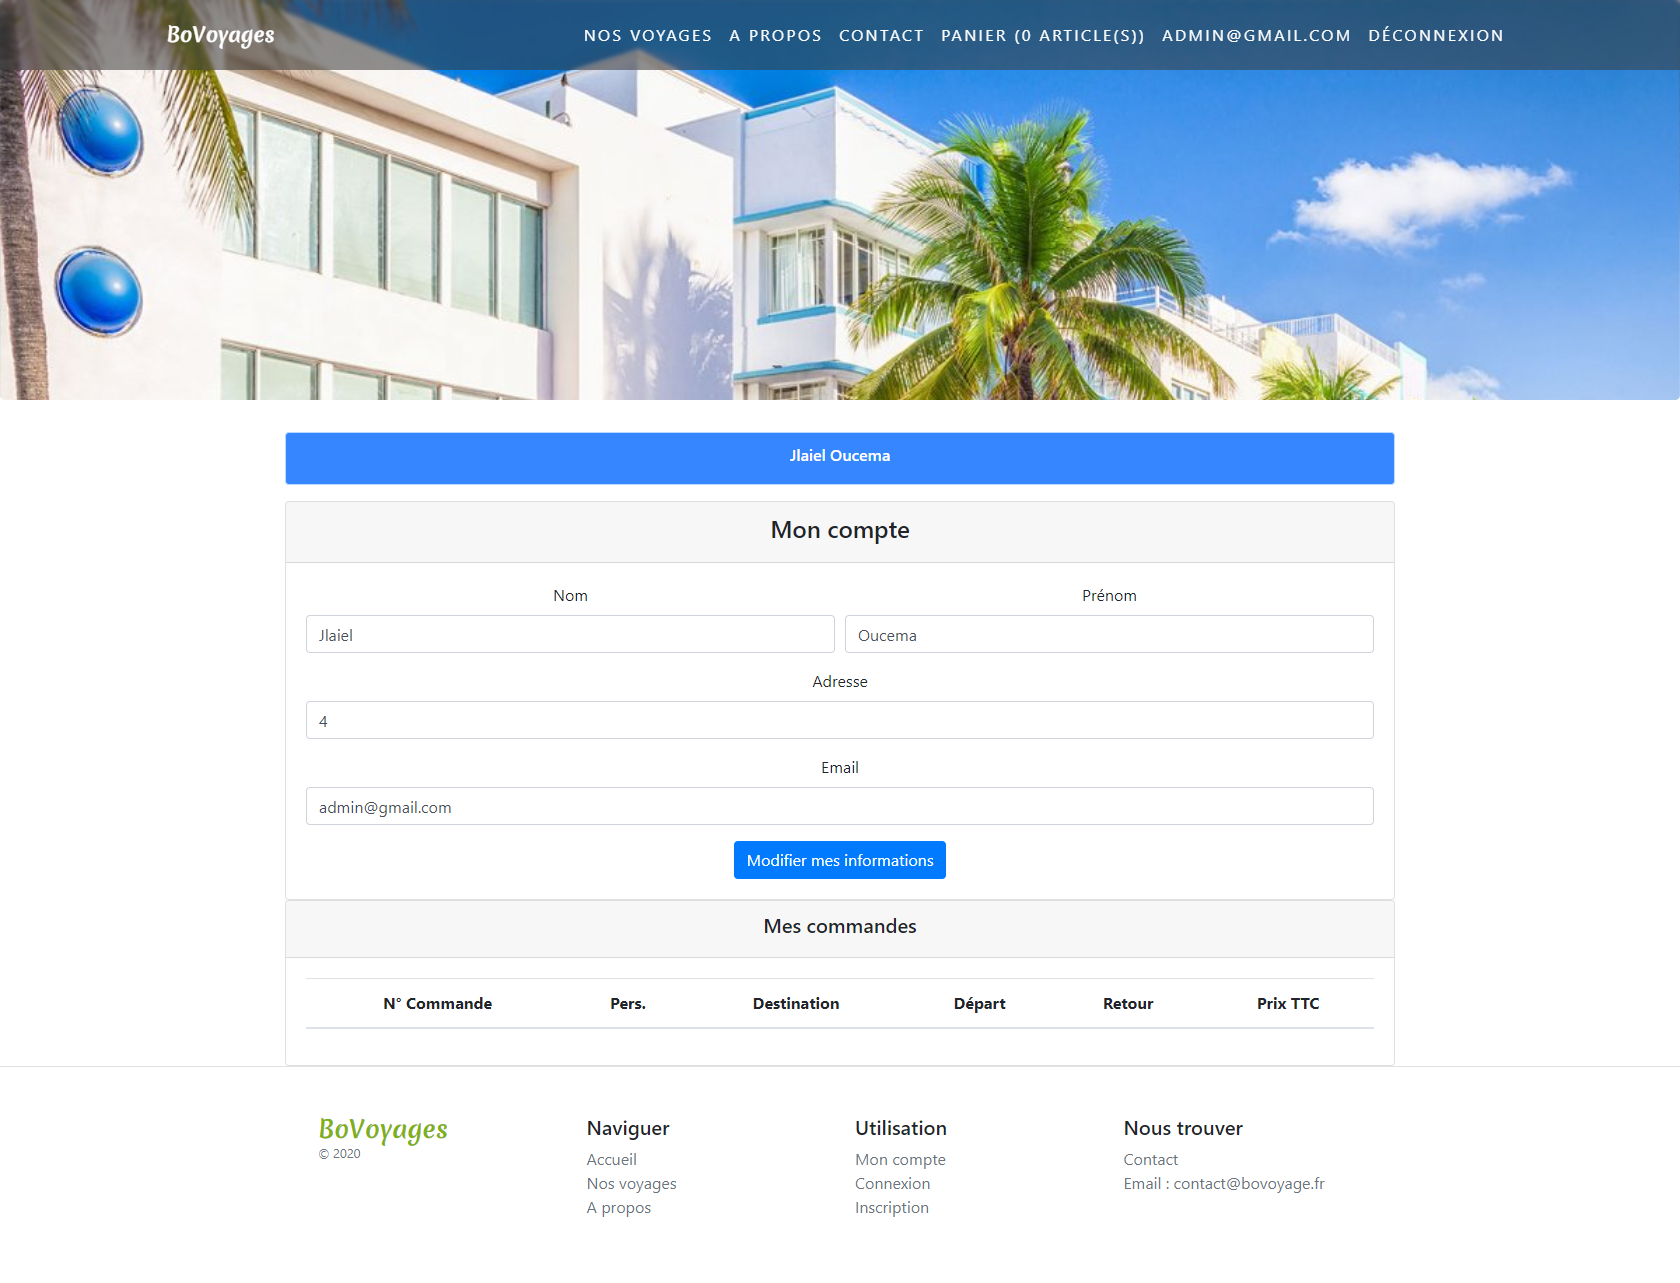 BoVoyages
NOS VOYAGES A PROPOS CONTACT PANIER (0 ARTICLE(S)) ADMIN@GMAIL.COM DÉCONNEXION
Jlaiel Oucema
Mon compte
Nom Prénom
Jlaiel Oucema
Adresse
4
Email
admin@gmail.com
Modifier mes informations
Mes commandes
N° Commande Pers. Destination Départ Retour Prix TTC
BoVoyages
© 2020
Naviguer
Accueil
Nos voyages
A propos
Utilisation
Mon compte
Connexion
Inscription
Nous trouver
Contact
Email : contact@bovoyage.fr